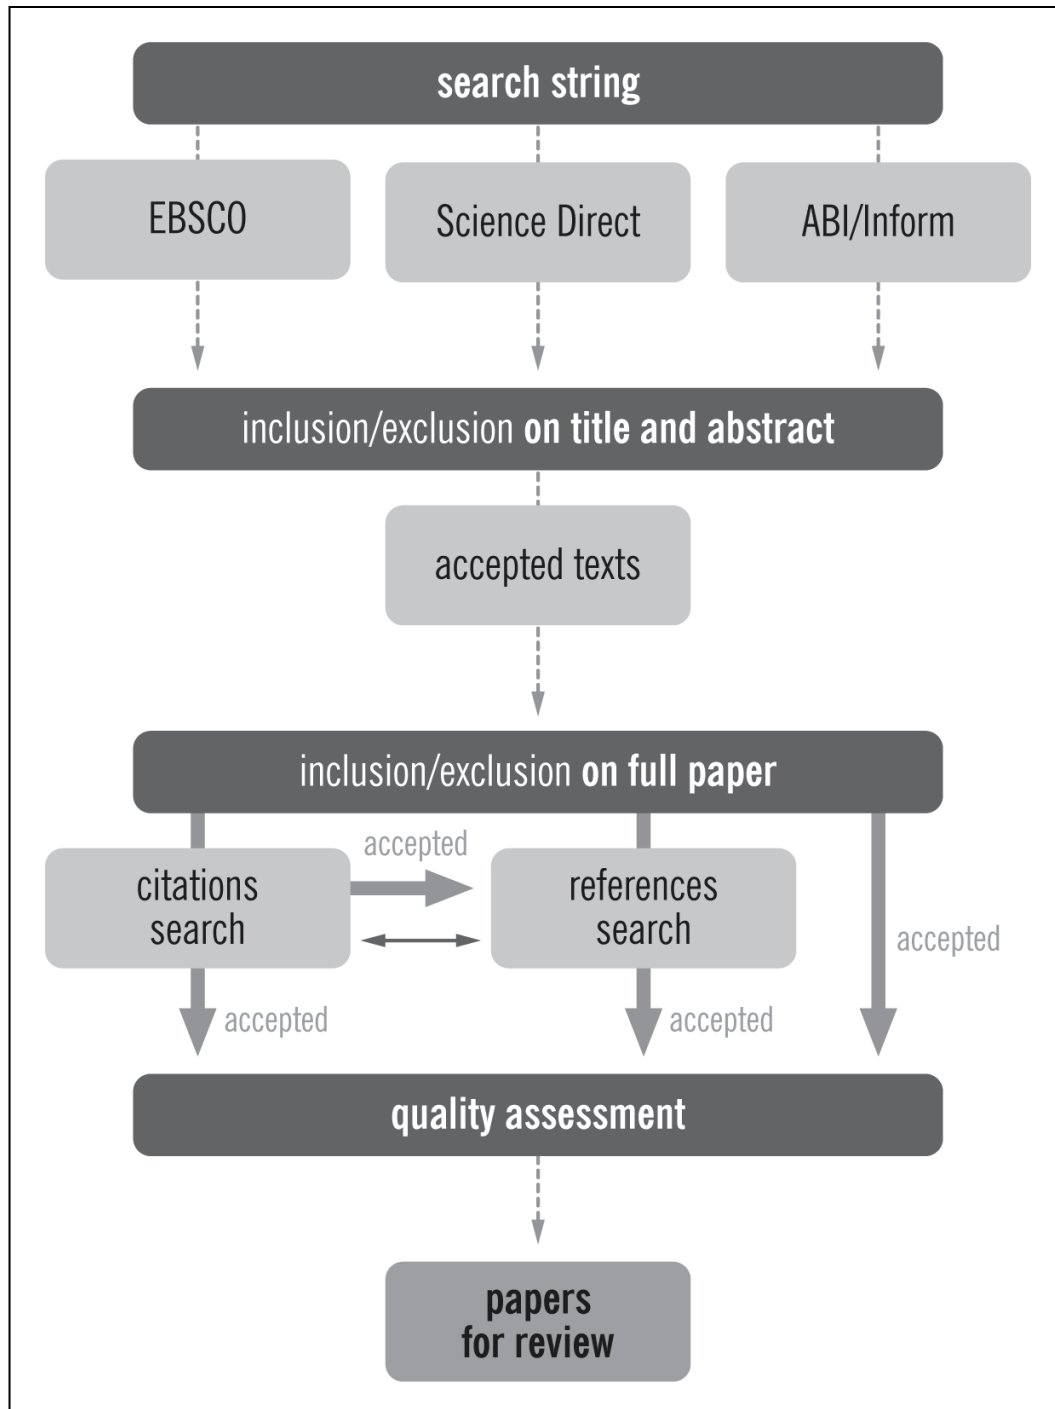 search string
EBSCO
Science Direct
ABI/Inform
inclusion/exclusion on title and abstract
accepted texts
inclusion/exclusion on full paper
accepted
citations
search
references
search
accepted
accepted
accepted
quality assessment
papers
for review